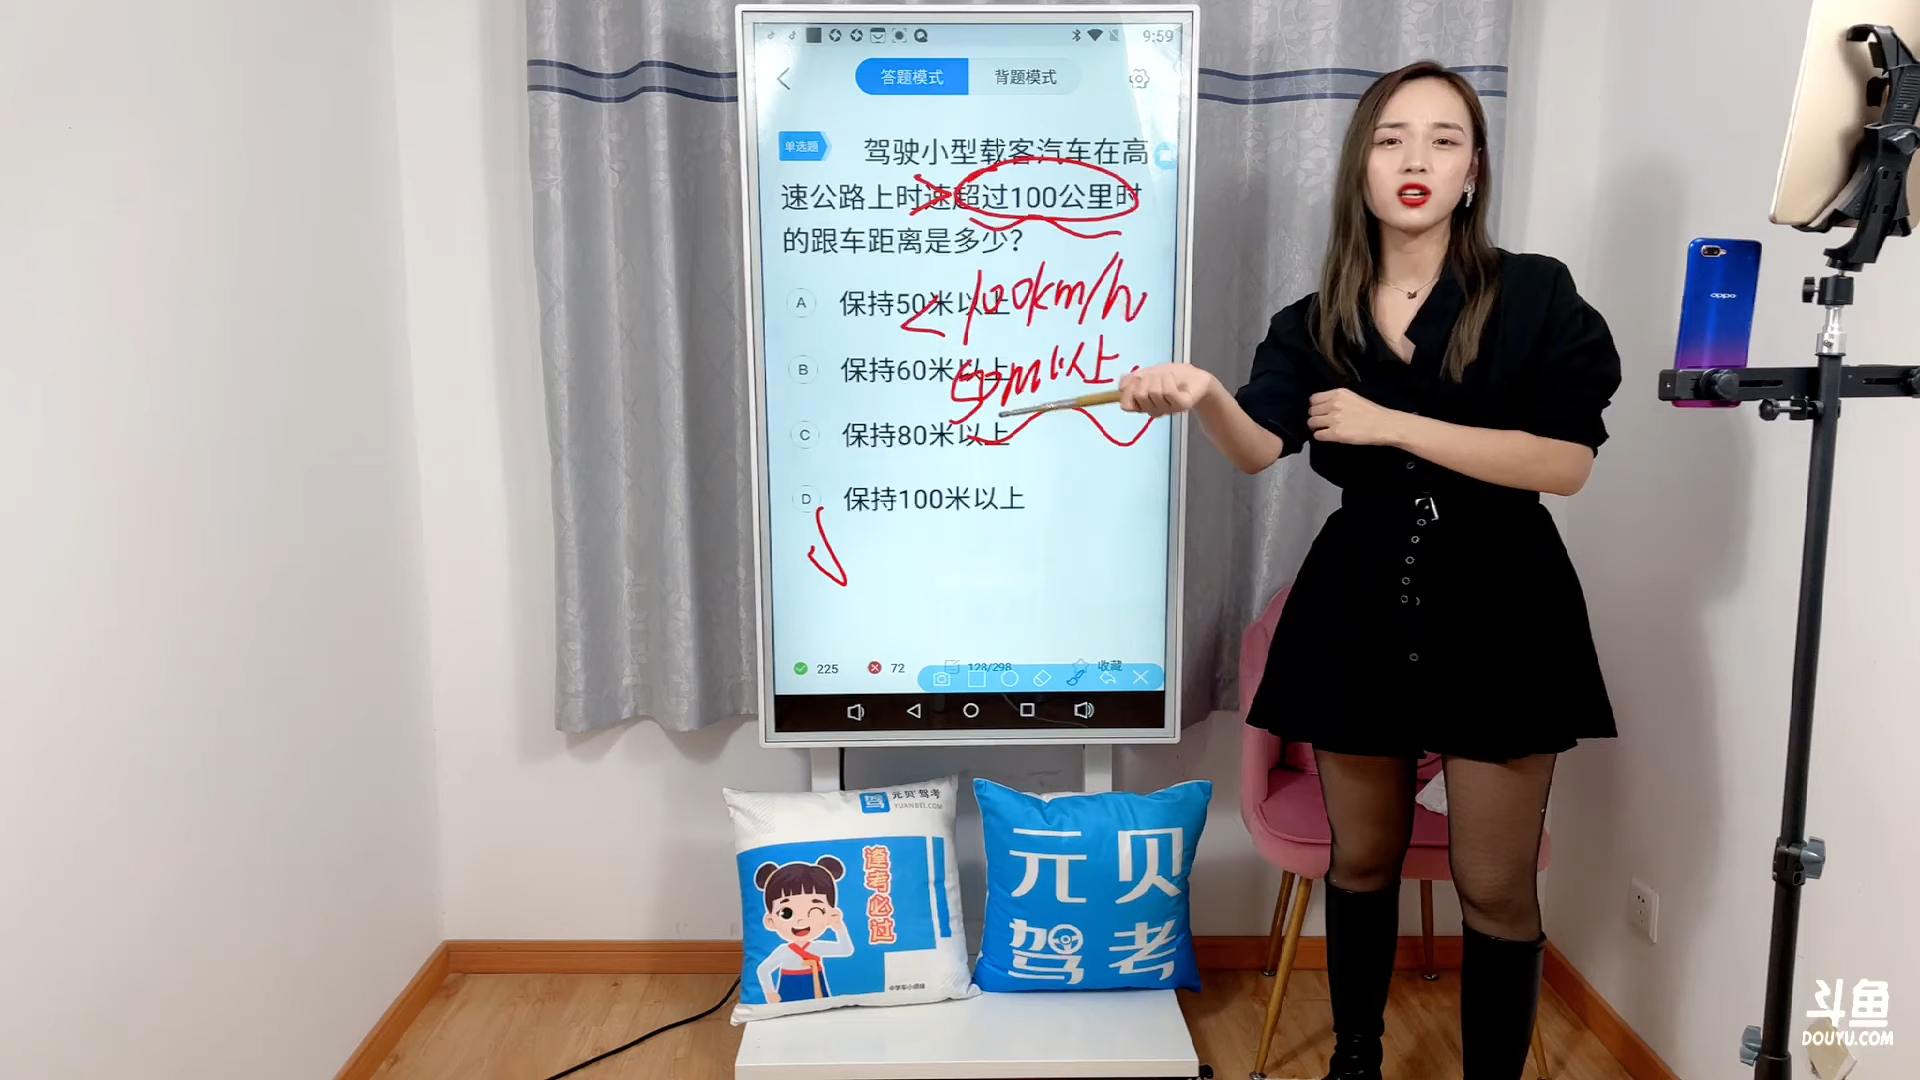 9:59
答题模式
背题模式
单选题
驾驶小型载客汽车在高
速公路上时速超过100公里时
的跟车距离是多少？
A 保持50米以上
<100km/h
B 保持60米以上
50m以上
C 保持80米以上
D 保持100米以上
225
72
128/298
收藏
oppo
驾
元贝驾考
YUANBEI.COM
逢考必过
元贝
驾考
斗鱼
DOUYU.COM